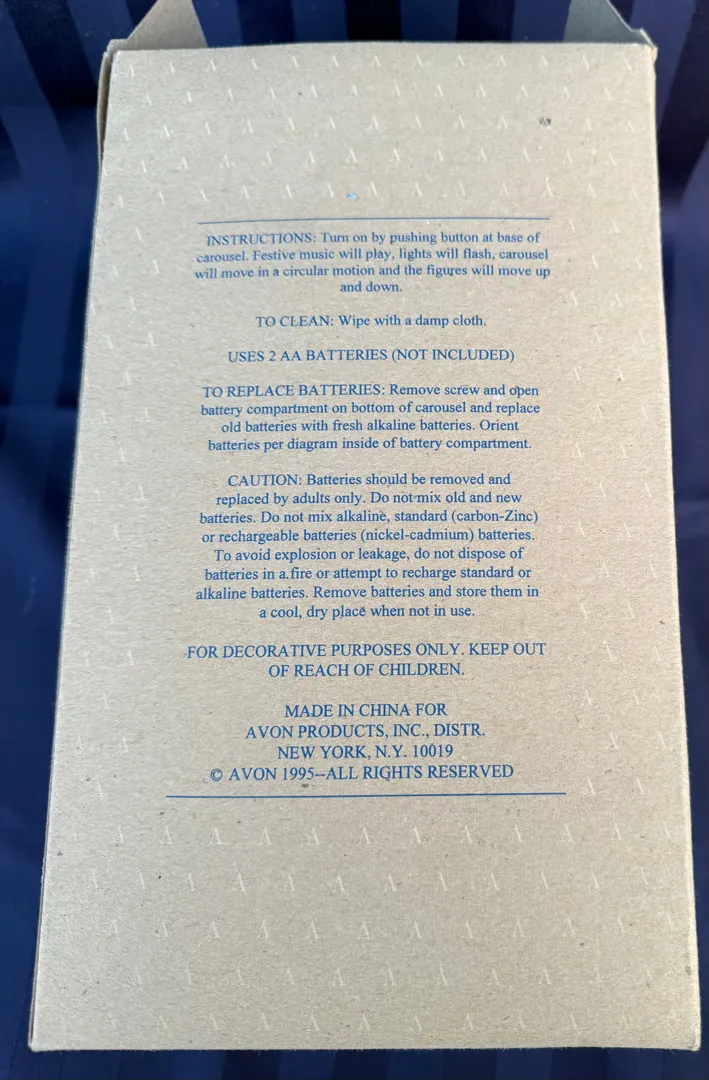 INSTRUCTIONS: Turn on by pushing button at base of
carousel. Festive music will play, lights will flash, carousel
will move in a circular motion and the figures will move up
and down.
TO CLEAN: Wipe with a damp cloth.
USES 2 AA BATTERIES (NOT INCLUDED)
TO REPLACE BATTERIES: Remove screw and open
battery compartment on bottom of carousel and replace
old batteries with fresh alkaline batteries. Orient
batteries per diagram inside of battery compartment.
CAUTION: Batteries should be removed and
replaced by adults only. Do not mix old and new
batteries. Do not mix alkaline, standard (carbon-Zinc)
or rechargeable batteries (nickel-cadmium) batteries.
To avoid explosion or leakage, do not dispose of
batteries in a fire or attempt to recharge standard or
alkaline batteries. Remove batteries and store them in
a cool, dry place when not in use.
FOR DECORATIVE PURPOSES ONLY. KEEP OUT
OF REACH OF CHILDREN.
MADE IN CHINA FOR
AVON PRODUCTS, INC., DISTR.
NEW YORK, N.Y. 10019
© AVON 1995--ALL RIGHTS RESERVED